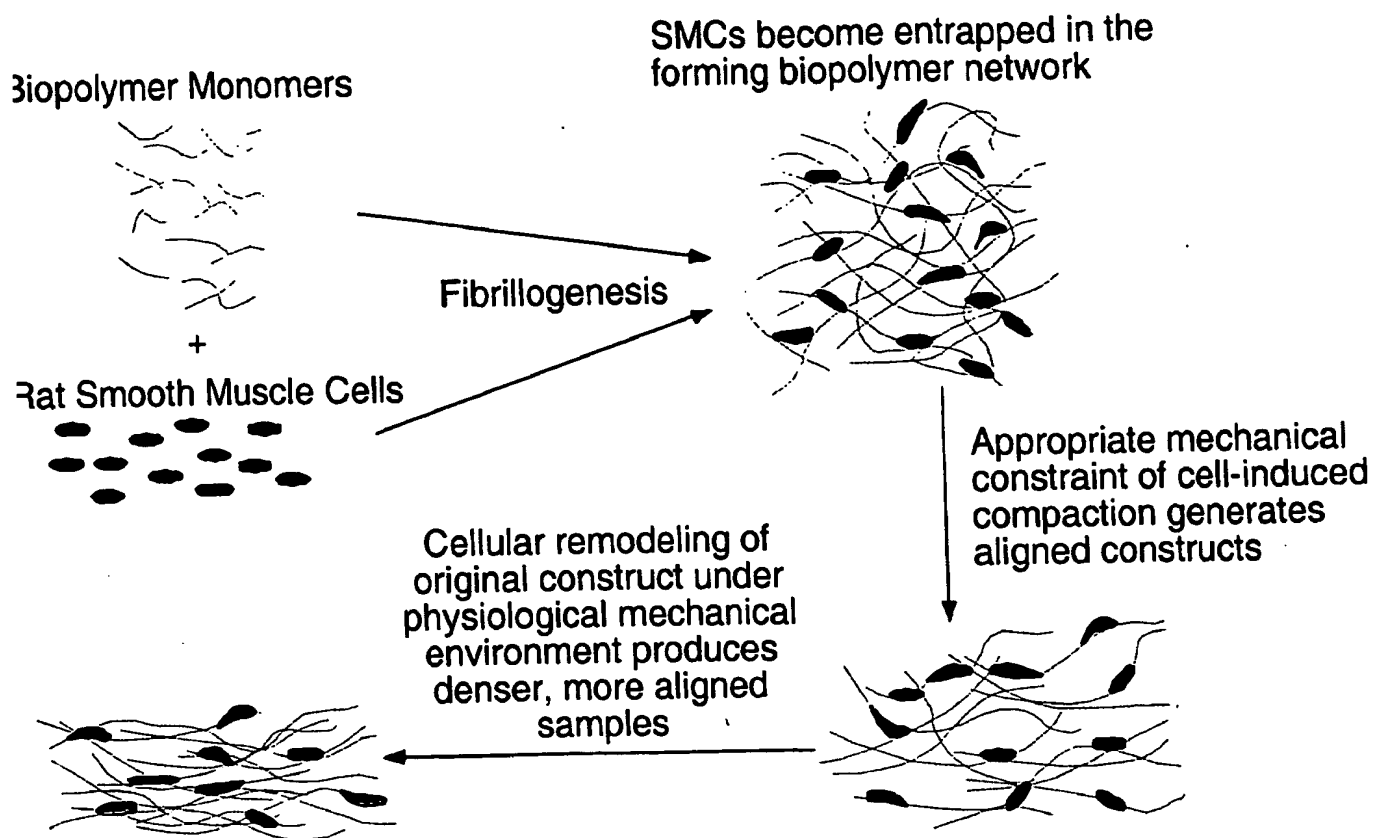 Biopolymer Monomers
+
Rat Smooth Muscle Cells
Fibrillogenesis
SMCs become entrapped in the
forming biopolymer network
Appropriate mechanical
constraint of cell-induced
compaction generates
aligned constructs
Cellular remodeling of
original construct under
physiological mechanical
environment produces
denser, more aligned
samples